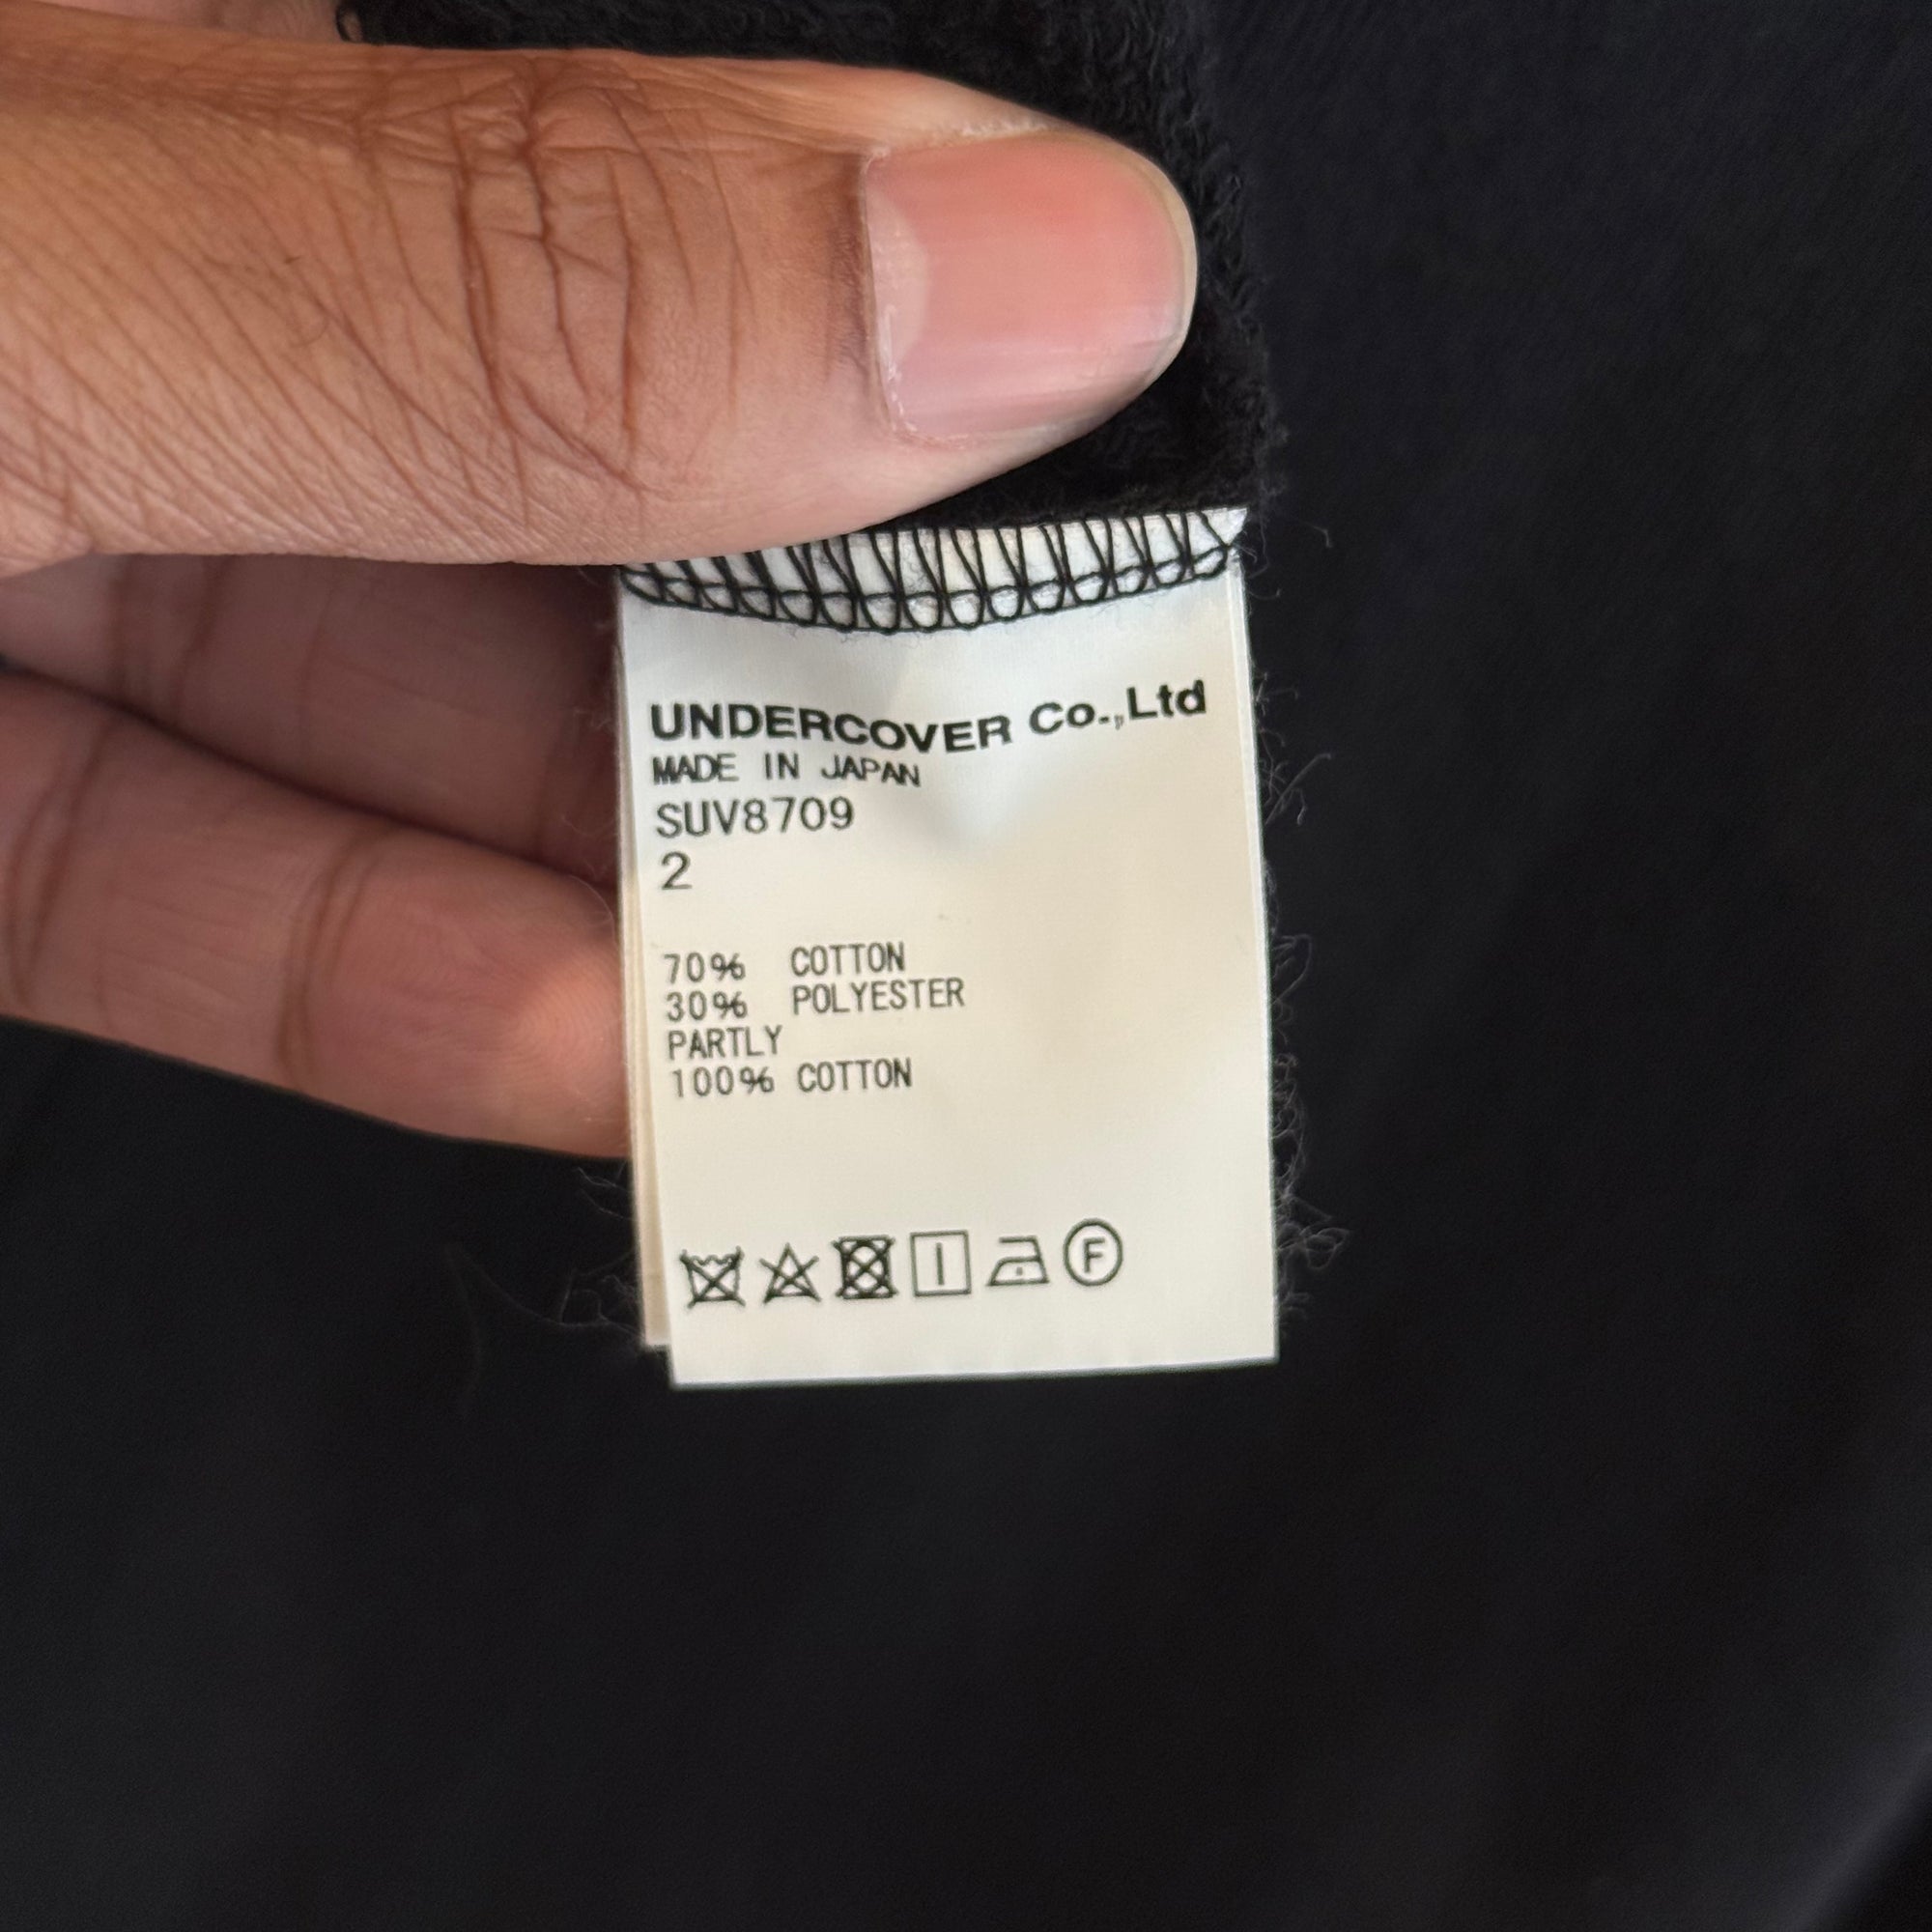 UNDERCOVER Co.,Ltd
MADE IN JAPAN
SUV8709
2
70% COTTON
30% POLYESTER
PARTLY
100% COTTON
F